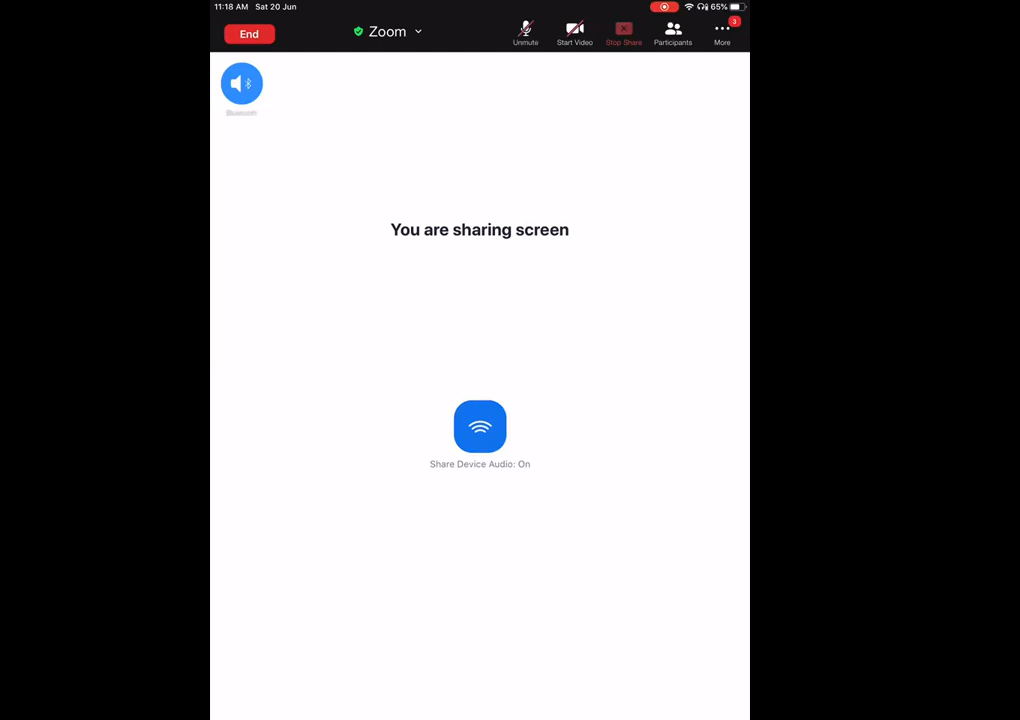 11:18 AM Sat 20 Jun
65%
End
Zoom
Unmute
Start Video
Stop Share
Participants
3
More
Bluetooth
You are sharing screen
Share Device Audio: On